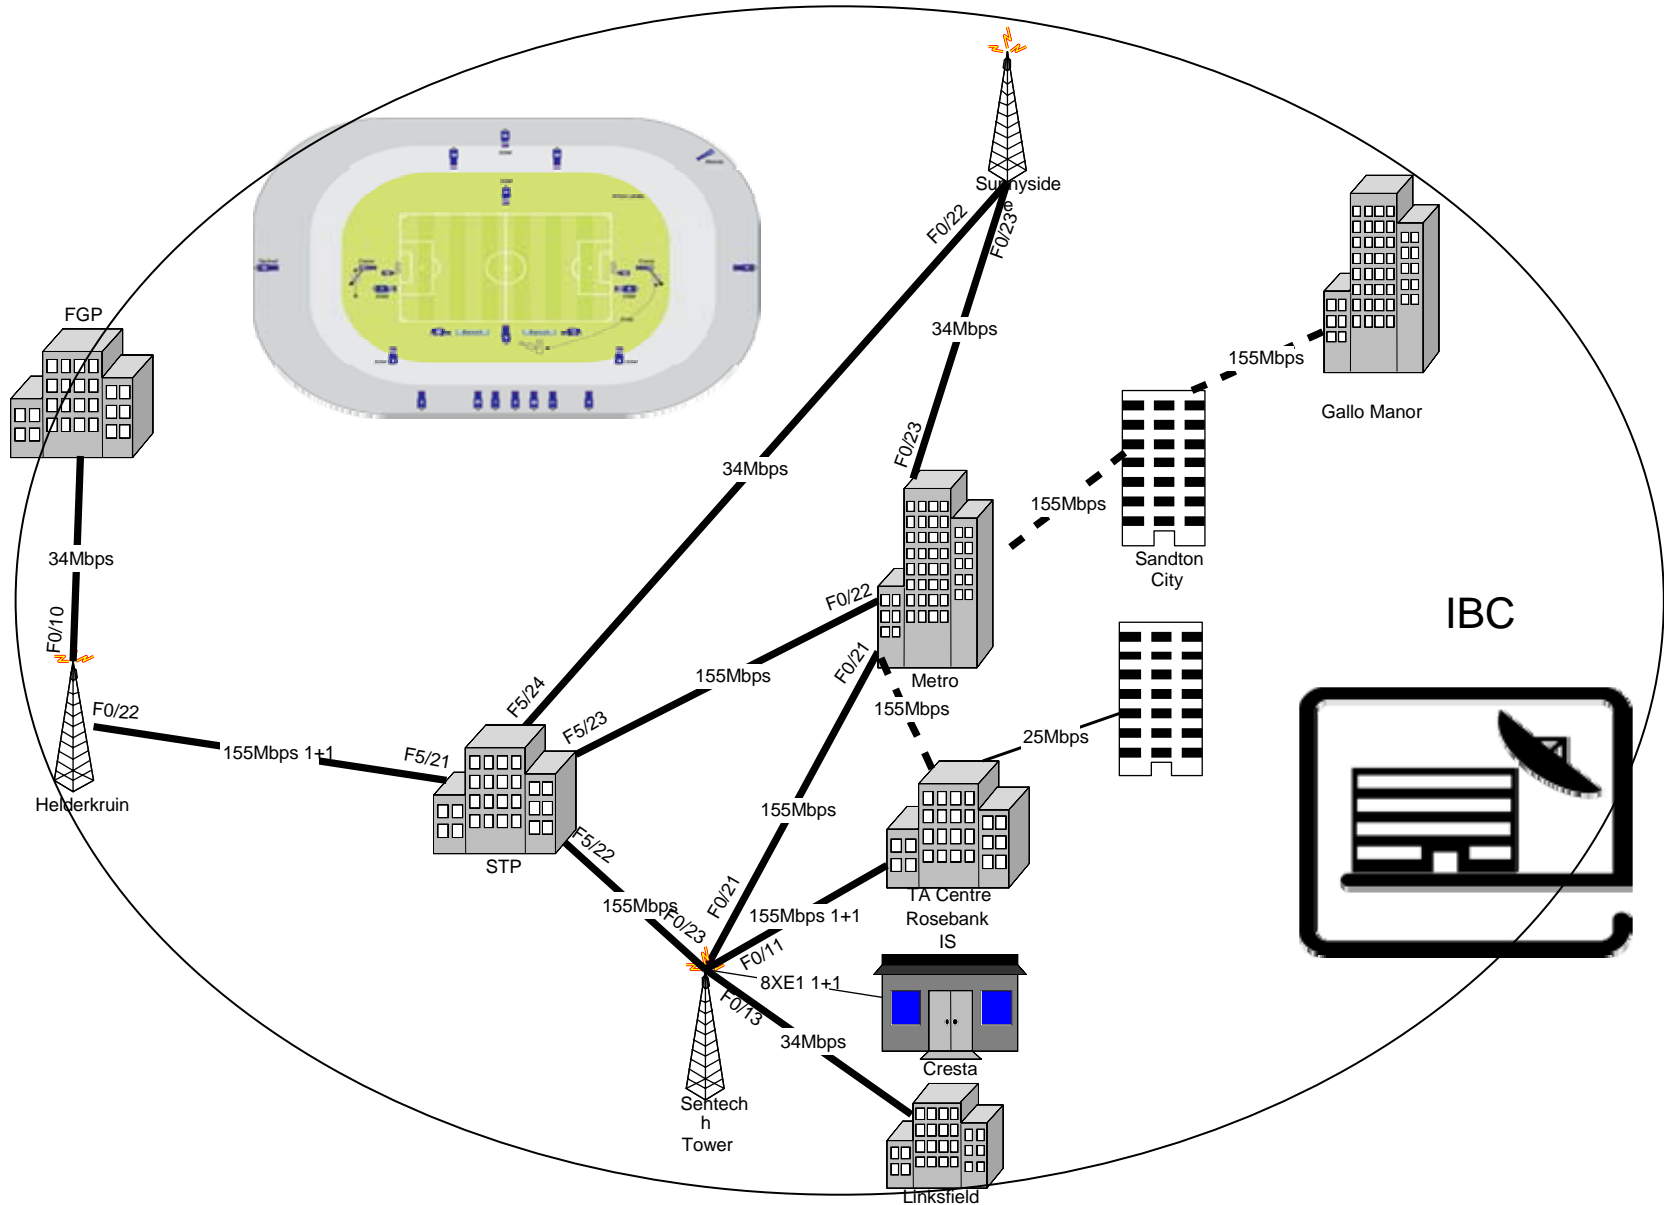 Sunnyside
F0/22
F0/23
e
34Mbps
FGP
155Mbps
Gallo Manor
F0/23
34Mbps
155Mbps
Sandton
City
34Mbps
F0/10
F0/22
IBC
F0/21
155Mbps
Metro
F5/24
F5/23
155Mbps
F0/22
155Mbps 1+1
F5/21
25Mbps
Helderkruin
155Mbps
STP
F5/22
F0/21
155Mbps
F0/23
155Mbps 1+1
TA Centre
Rosebank
IS
F0/11
8XE1 1+1
F0/13
34Mbps
Cresta
Sentech
h
Tower
Linksfield